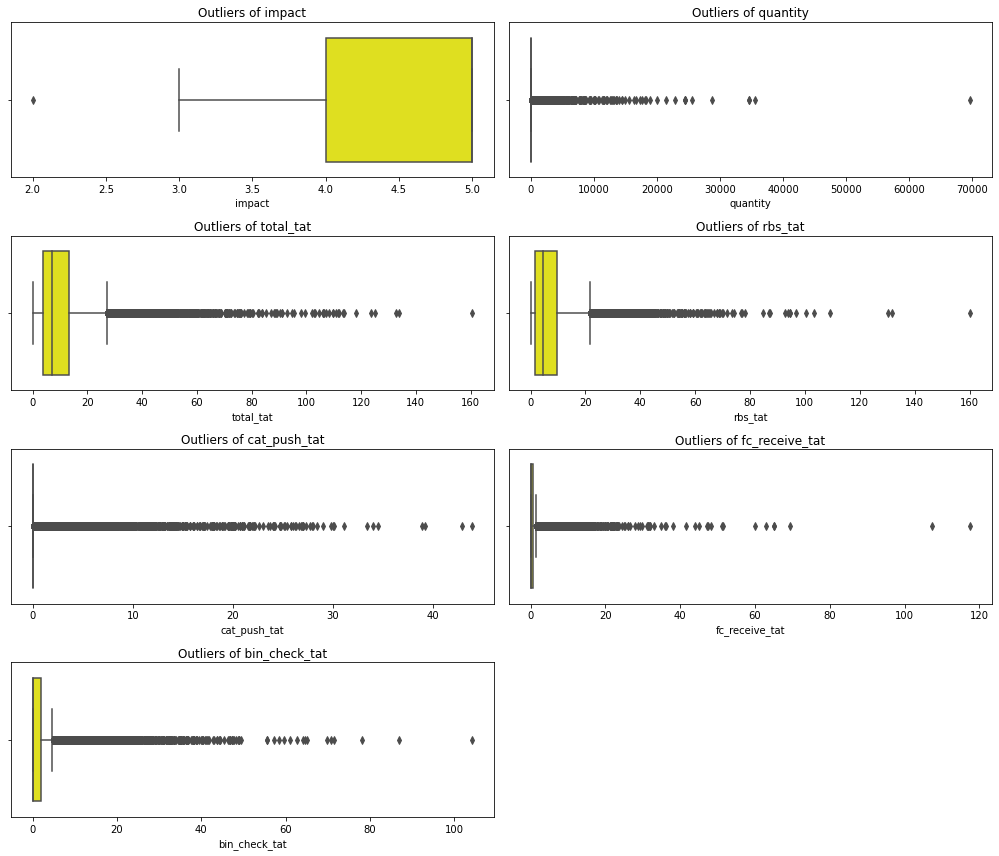 Outliers of impact
2.0 2.5 3.0 3.5 4.0 4.5 5.0
impact
Outliers of quantity
0 10000 20000 30000 40000 50000 60000 70000
quantity
Outliers of total_tat
0 20 40 60 80 100 120 140 160
total_tat
Outliers of rbs_tat
0 20 40 60 80 100 120 140 160
rbs_tat
Outliers of cat_push_tat
0 10 20 30 40
cat_push_tat
Outliers of fc_receive_tat
0 20 40 60 80 100 120
fc_receive_tat
Outliers of bin_check_tat
0 20 40 60 80 100
bin_check_tat